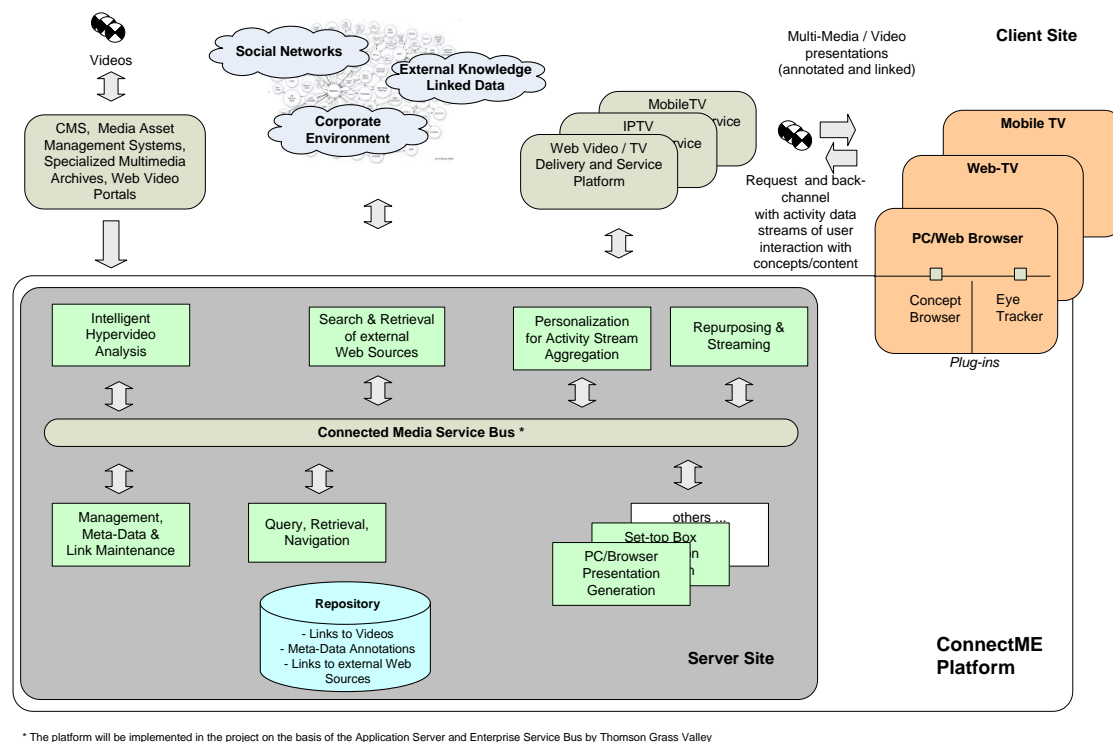 Videos
CMS, Media Asset
Management Systems,
Specialized Multimedia
Archives, Web Video
Portals
Social Networks
External Knowledge
Linked Data
Corporate
Environment
MobileTV
IPTV
Web Video / TV
Delivery and Service
Platform
Multi-Media / Video
presentations
(annotated and linked)
Request and back-
channel
with activity data
streams of user
interaction with
concepts/content
Client Site
Mobile TV
Web-TV
PC/Web Browser
Concept
Browser
Eye
Tracker
Plug-ins
Intelligent
Hypervideo
Analysis
Search & Retrieval
of external
Web Sources
Personalization
for Activity Stream
Aggregation
Repurposing &
Streaming
Connected Media Service Bus *
Management,
Meta-Data &
Link Maintenance
Query, Retrieval,
Navigation
others ...
Set-top Box
PC/Browser
Presentation
Generation
Repository
- Links to Videos
- Meta-Data Annotations
- Links to external Web
Sources
Server Site
ConnectME
Platform
* The platform will be implemented in the project on the basis of the Application Server and Enterprise Service Bus by Thomson Grass Valley